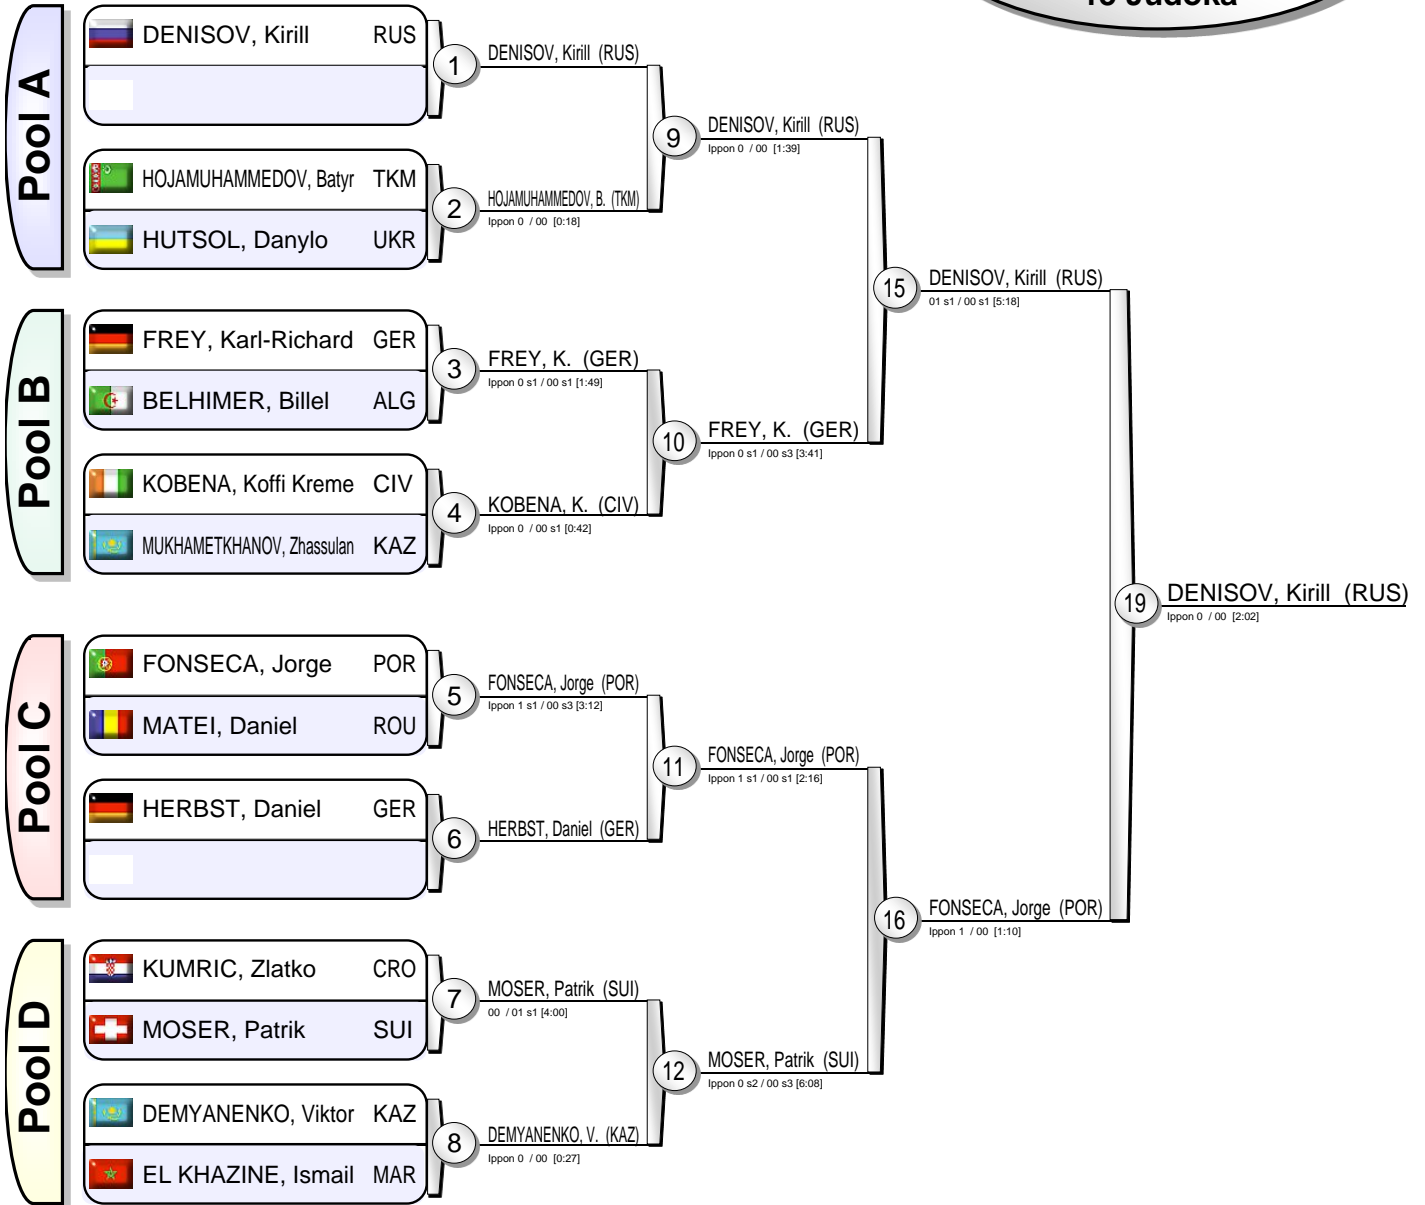 Judoka
Pool A
DENISOV, Kirill RUS
HOJAMUHAMMEDOV, Batyr TKM
HUTSOL, Danylo UKR
Pool B
FREY, Karl-Richard GER
BELHIMER, Billel ALG
KOBENA, Koffi Kreme CIV
MUKHAMETKHANOV, Zhassulan KAZ
Pool C
FONSECA, Jorge POR
MATEI, Daniel ROU
HERBST, Daniel GER
Pool D
KUMRIC, Zlatko CRO
MOSER, Patrik SUI
DEMYANENKO, Viktor KAZ
EL KHAZINE, Ismail MAR
1
DENISOV, Kirill (RUS)
2
HOJAMUHAMMEDOV, B. (TKM)
Ippon 0 / 00 [0:18]
3
FREY, K. (GER)
Ippon 0 s1 / 00 s1 [1:49]
4
KOBENA, K. (CIV)
Ippon 0 / 00 s1 [0:42]
5
FONSECA, Jorge (POR)
Ippon 1 s1 / 00 s3 [3:12]
6
HERBST, Daniel (GER)
7
MOSER, Patrik (SUI)
00 / 01 s1 [4:00]
8
DEMYANENKO, V. (KAZ)
Ippon 0 / 00 [0:27]
9
DENISOV, Kirill (RUS)
Ippon 0 / 00 [1:39]
10
FREY, K. (GER)
Ippon 0 s1 / 00 s3 [3:41]
11
FONSECA, Jorge (POR)
Ippon 1 s1 / 00 s1 [2:16]
12
MOSER, Patrik (SUI)
Ippon 0 s2 / 00 s3 [6:08]
15
DENISOV, Kirill (RUS)
01 s1 / 00 s1 [5:18]
16
FONSECA, Jorge (POR)
Ippon 1 / 00 [1:10]
19
DENISOV, Kirill (RUS)
Ippon 0 / 00 [2:02]